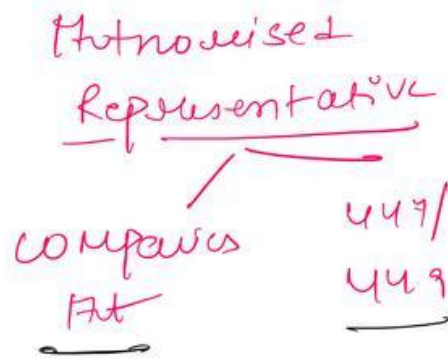 Authorised
Representative
Companies
Act
447/
449